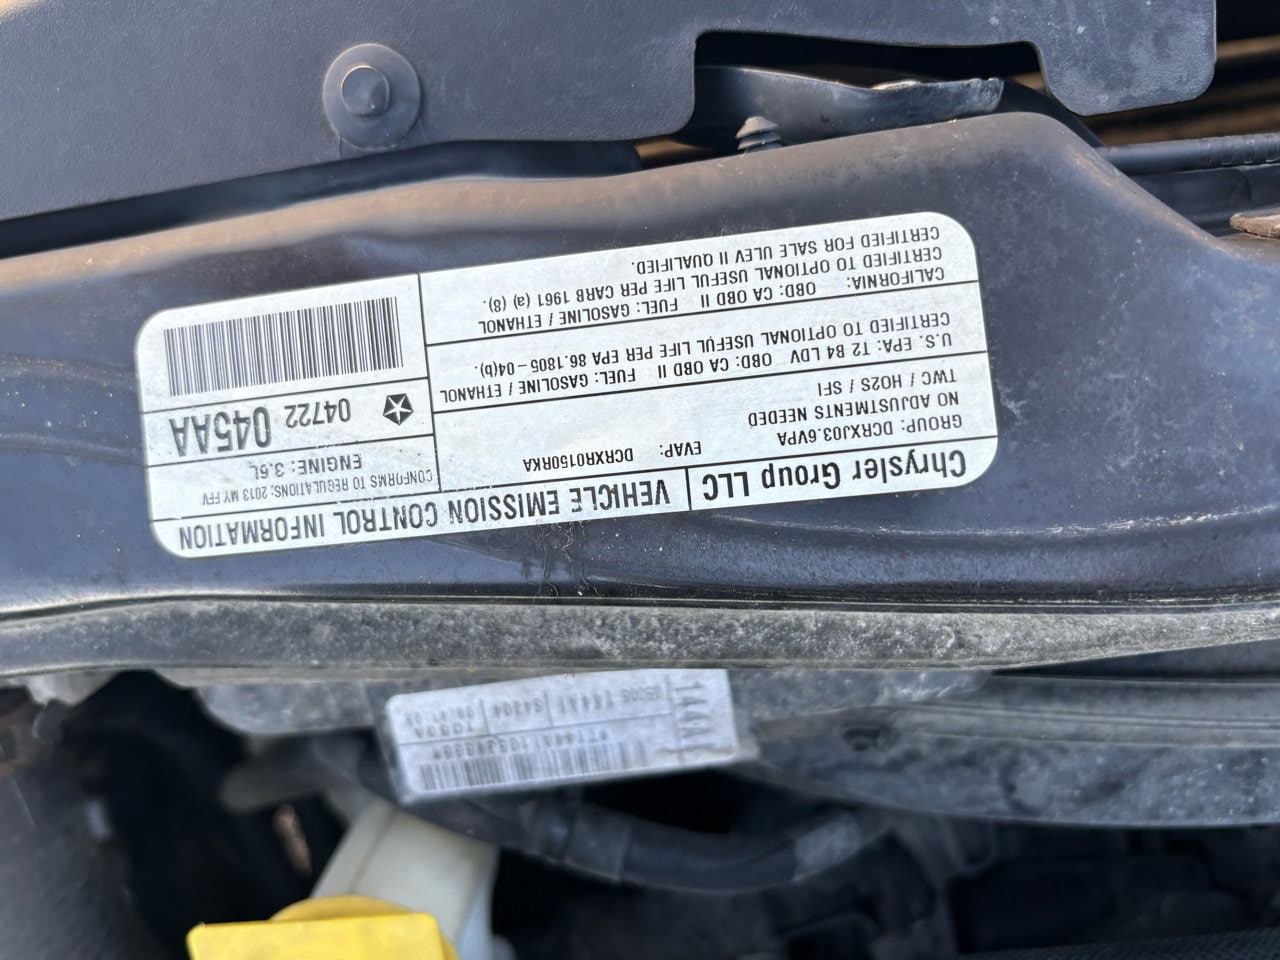 Chrysler Group LLC VEHICLE EMISSION CONTROL INFORMATION
GROUP: DCRXJ03.6VPA EVAP: DCRXR0150RKA
NO ADJUSTMENTS NEEDED
TWC / HO2S / SFI
CONFORMS TO REGULATIONS: 2013 MY.FFV
ENGINE: 3.6L
U.S. EPA: T2 B4 LDV OBD: CA OBD II FUEL: GASOLINE / ETHANOL
CERTIFIED TO OPTIONAL USEFUL LIFE PER EPA 86.1805-04(b).
04722 045AA
CALIFORNIA: OBD: CA OBD II FUEL: GASOLINE / ETHANOL
CERTIFIED TO OPTIONAL USEFUL LIFE PER CARB 1961 (a) (8).
CERTIFIED FOR SALE ULEV II QUALIFIED.
144A